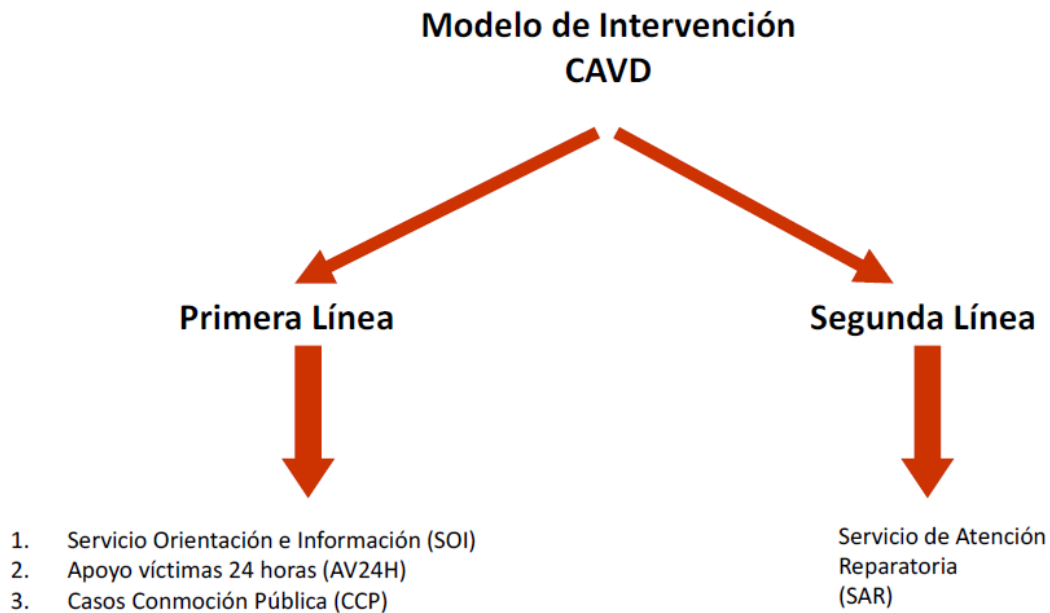 Modelo de Intervención
CAVD
Primera Línea
Segunda Línea
1. Servicio Orientación e Información (SOI)
2. Apoyo víctimas 24 horas (AV24H)
3. Casos Conmoción Pública (CCP)
Servicio de Atención
Reparatoria
(SAR)